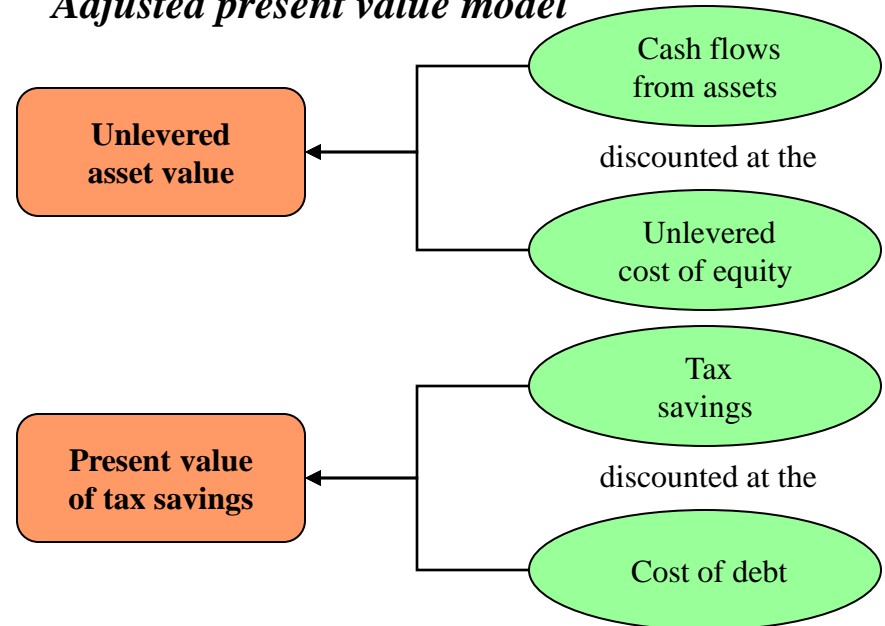 Adjusted present value model
Cash flows
from assets
Unlevered
asset value
discounted at the
Unlevered
cost of equity
Tax
savings
Present value
of tax savings
discounted at the
Cost of debt